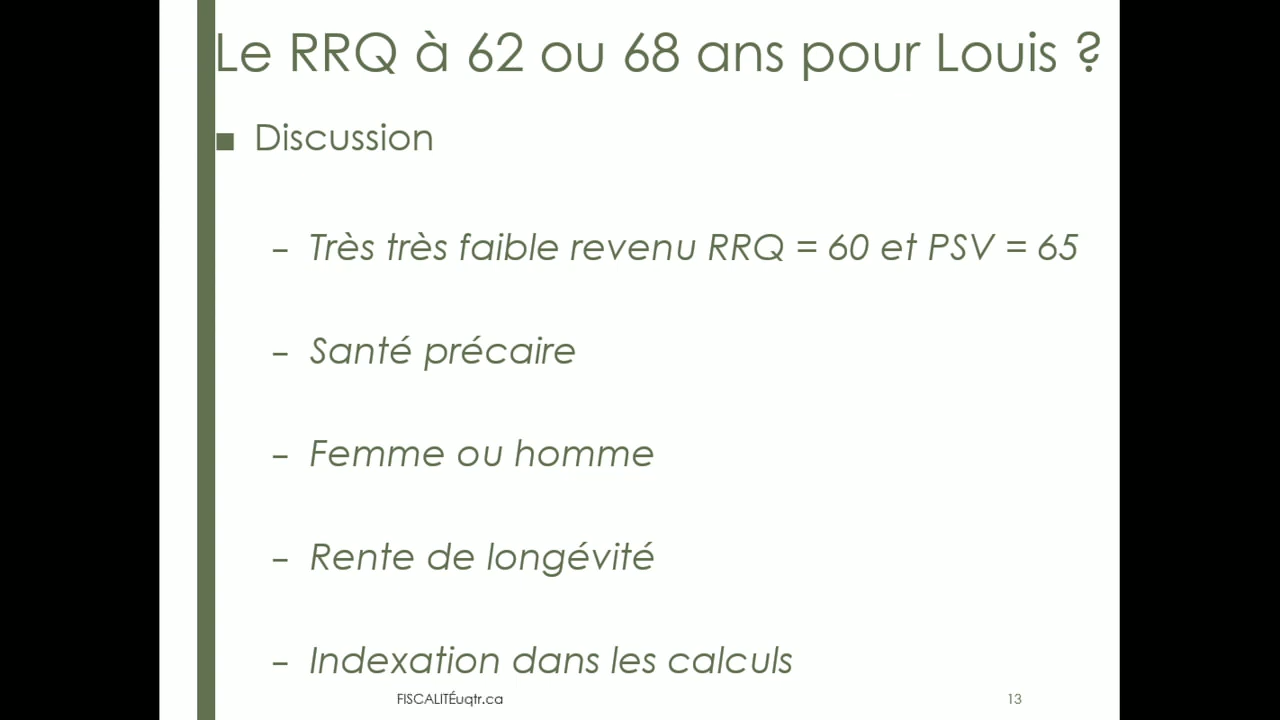 Le RRQ à 62 ou 68 ans pour Louis ?
■ Discussion
– Très très faible revenu RRQ = 60 et PSV = 65
– Santé précaire
– Femme ou homme
– Rente de longévité
– Indexation dans les calculs
FISCALITÉuqtr.ca 13